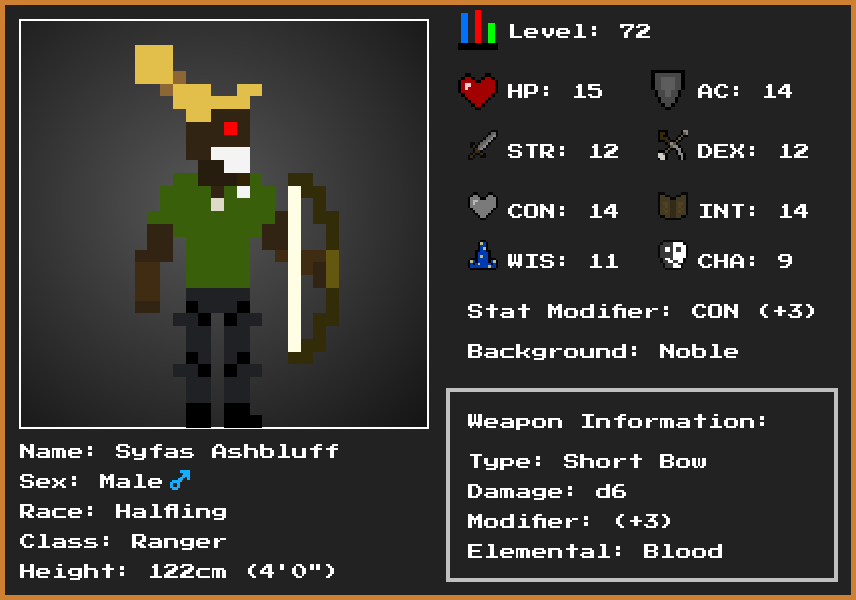 Level: 72
HP: 15 AC: 14
STR: 12 DEX: 12
CON: 14 INT: 14
WIS: 11 CHA: 9
Stat Modifier: CON (+3)
Background: Noble
Weapon Information:
Type: Short Bow
Damage: d6
Modifier: (+3)
Elemental: Blood
Name: Syfas Ashbluff
Sex: Male♂
Race: Halfling
Class: Ranger
Height: 122cm (4'0")